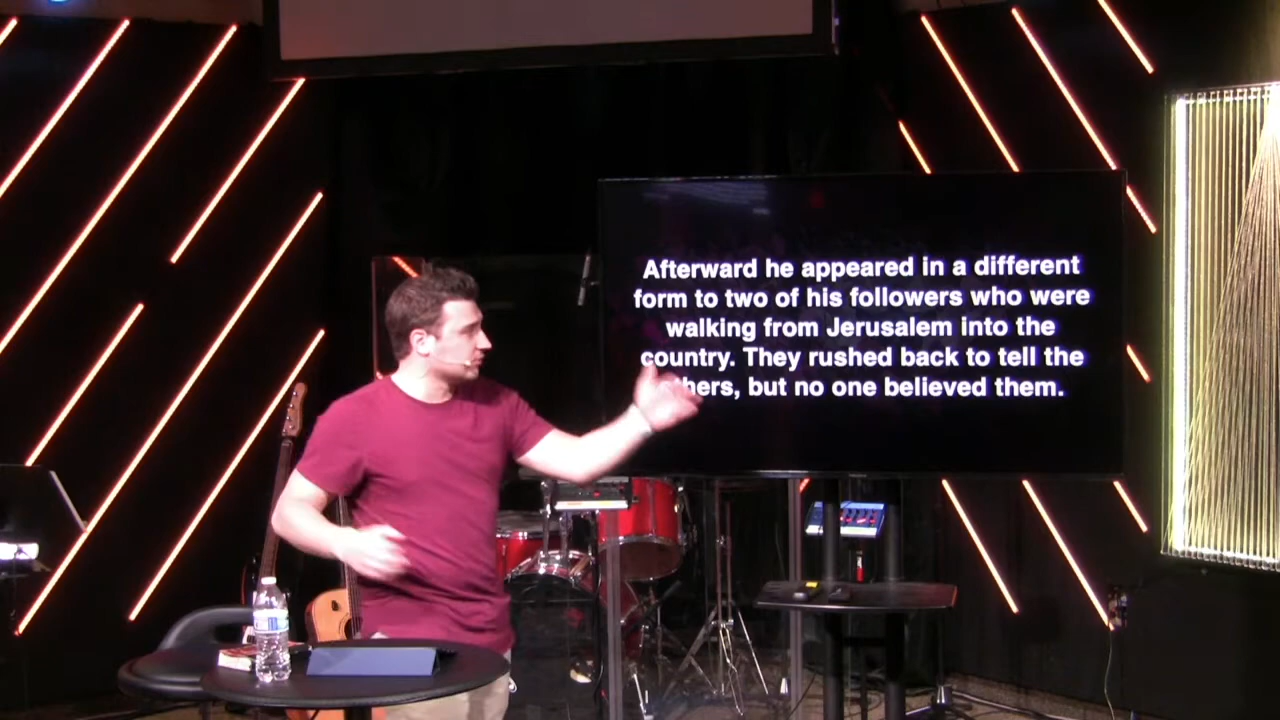 Afterward he appeared in a different
form to two of his followers who were
walking from Jerusalem into the
country. They rushed back to tell the
others, but no one believed them.